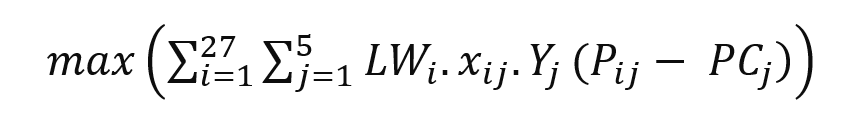 max (∑_{i=1}^{27} ∑_{j=1}^{5} LW_i . x_{ij} . Y_j (P_{ij} − PC_j))